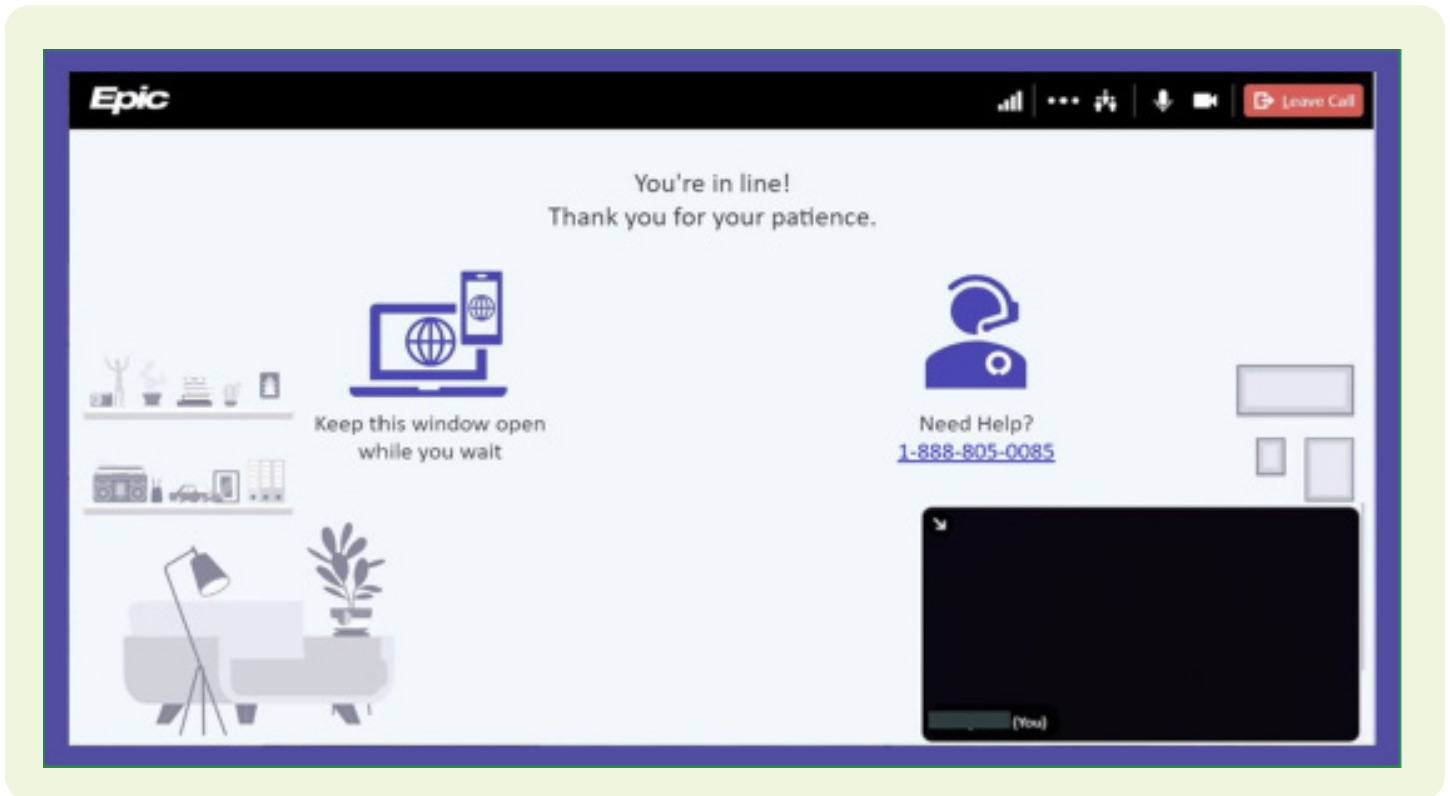 Epic
Leave Call
You're in line!
Thank you for your patience.
Keep this window open
while you wait
Need Help?
1-888-805-0085
(You)